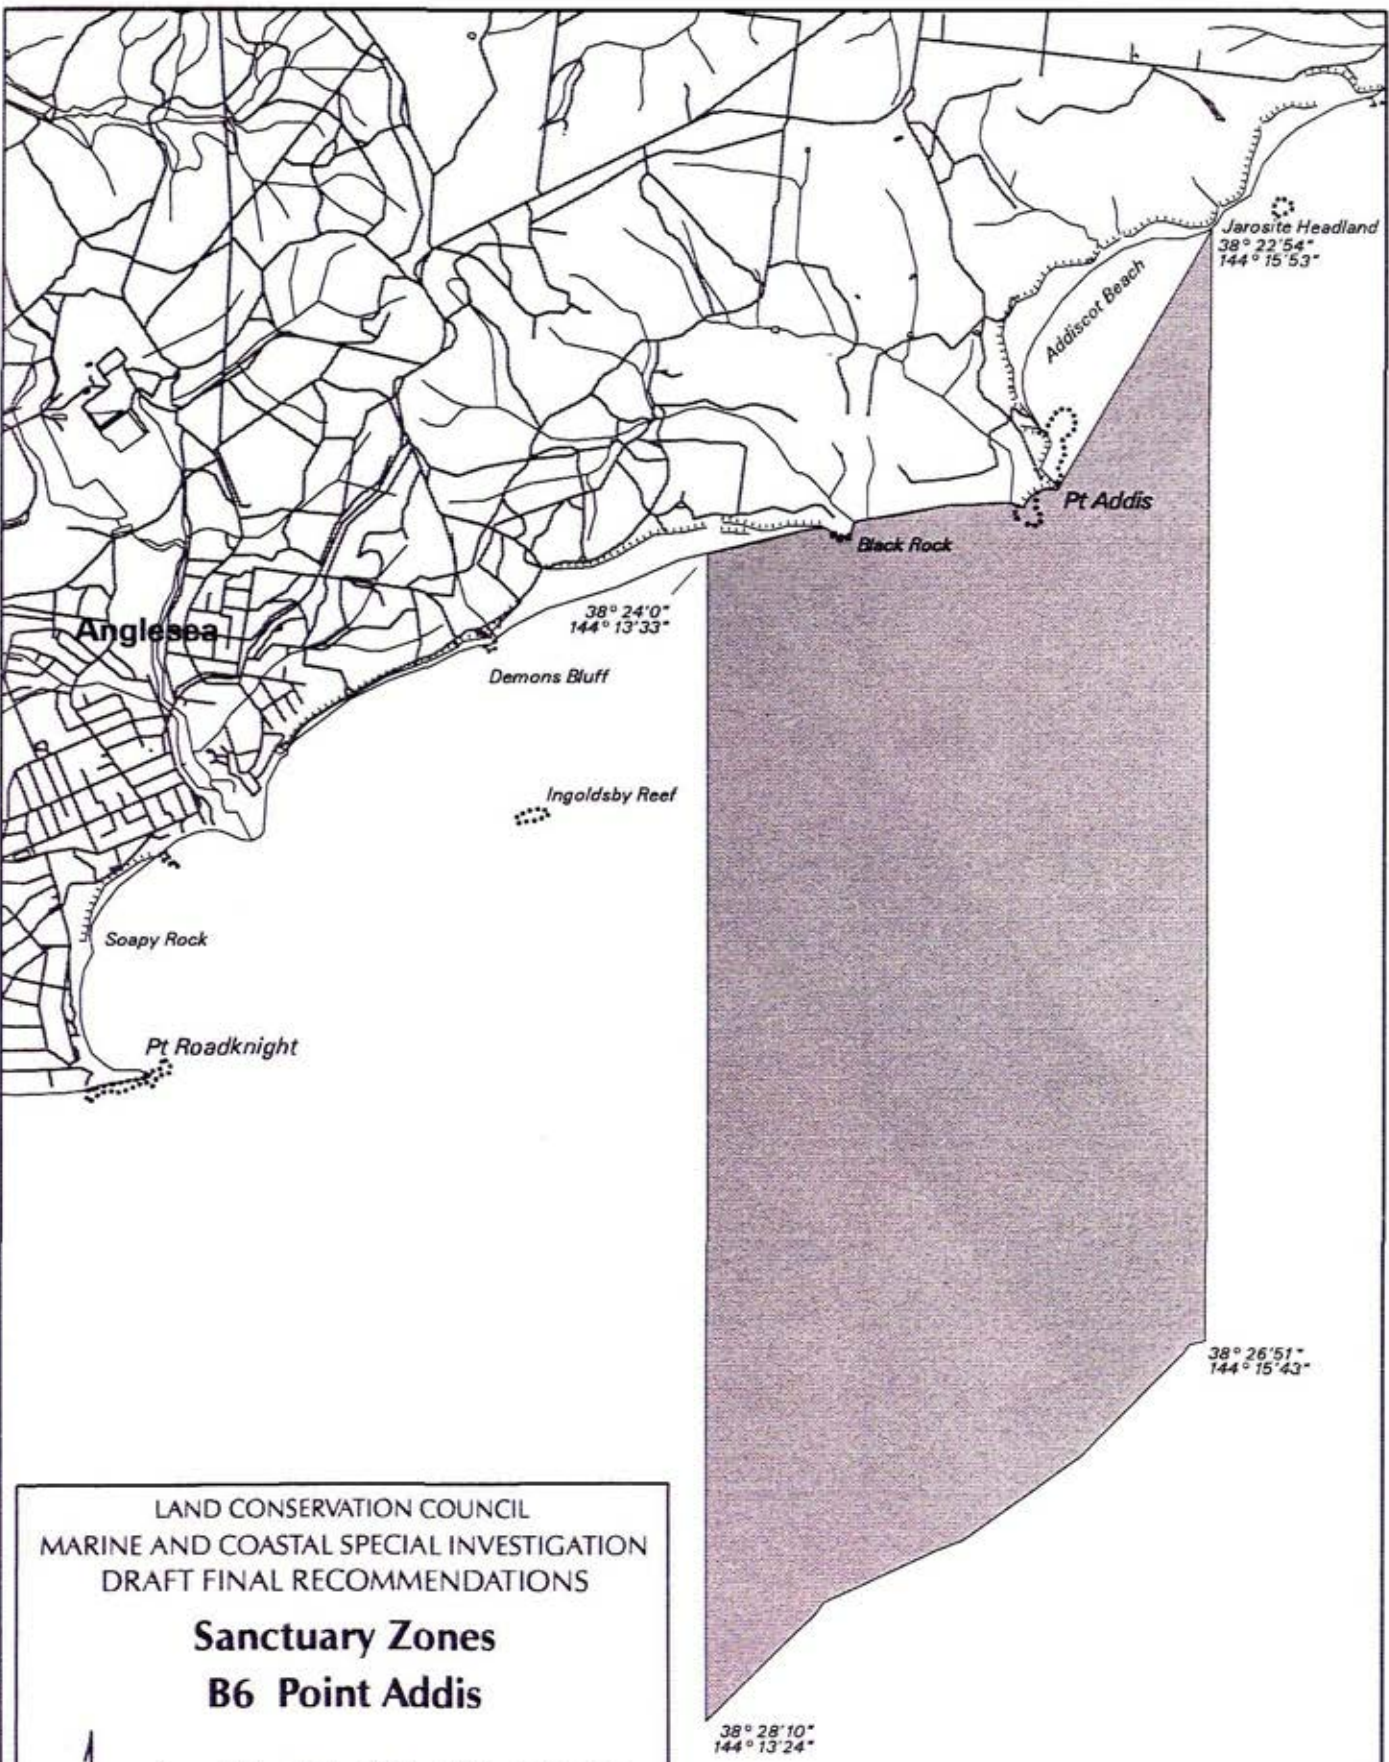 Jarosite Headland
38° 22'54"
144° 15'53"
Addiscot Beach
Pt Addis
Black Rock
38° 24'0"
144° 13'33"
Anglesea
Demons Bluff
Ingoldsby Reef
Soapy Rock
Pt Roadknight
38° 26'51"
144° 15'43"
LAND CONSERVATION COUNCIL
MARINE AND COASTAL SPECIAL INVESTIGATION
DRAFT FINAL RECOMMENDATIONS
Sanctuary Zones
B6 Point Addis
38° 28'10"
144° 13'24"